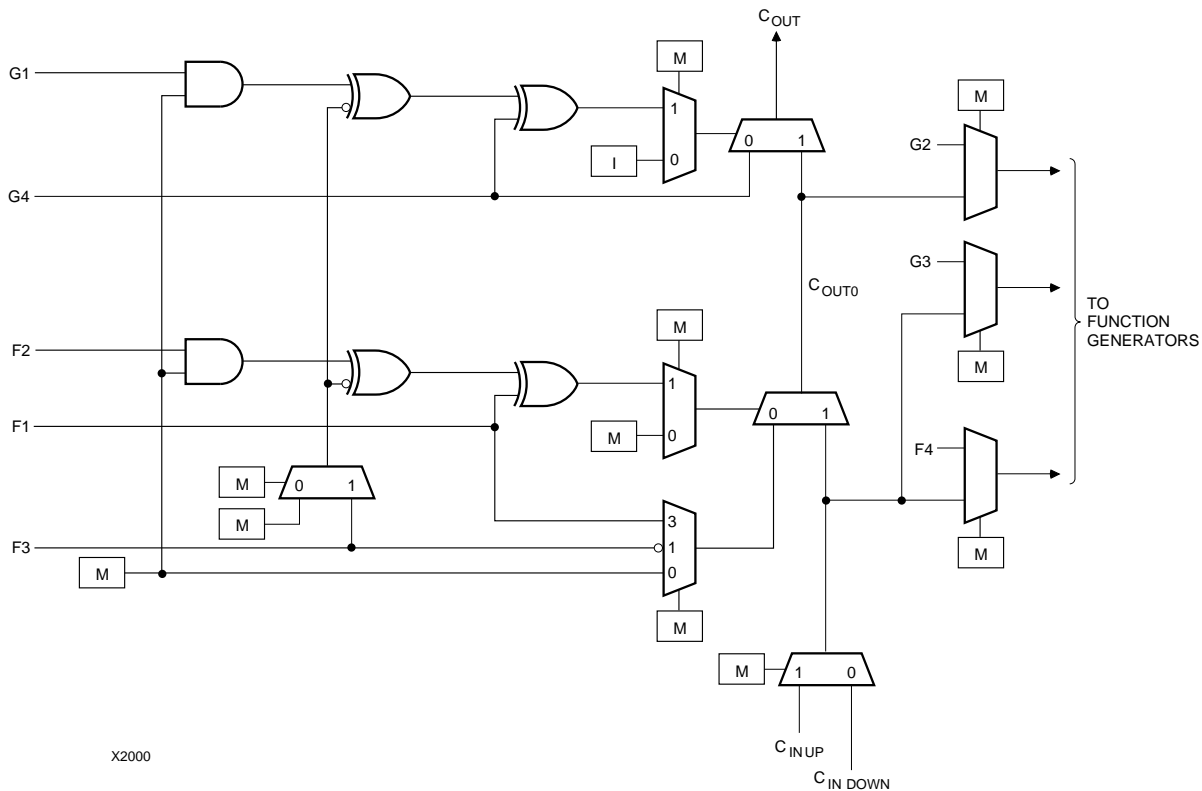 C OUT
M
G1
M
1
G2
I
0
0 1
G4
G3
C OUT0
TO
FUNCTION
GENERATORS
M
F2
M
1
0 1
M
0
F1
F4
M
0 1
M
3
F3
1
M
0
M
M
M
1 0
C IN UP
X2000
C IN DOWN